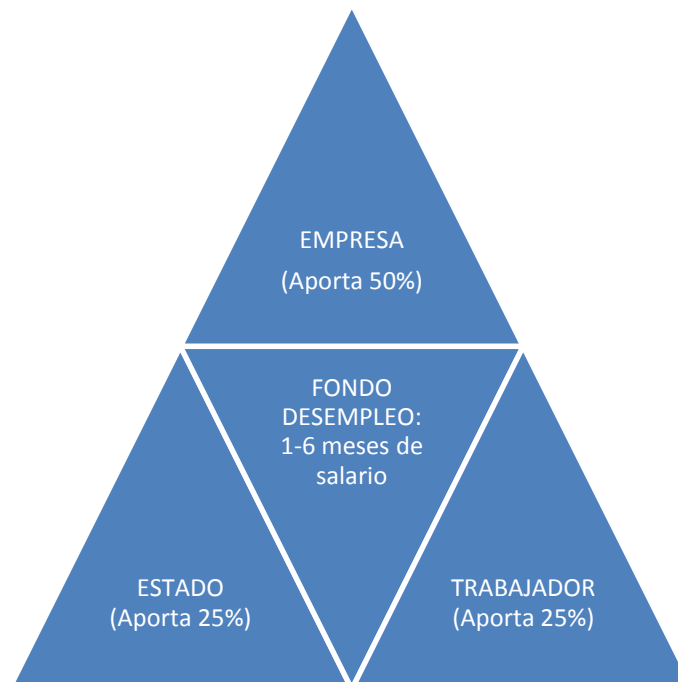 EMPRESA
(Aporta 50%)
FONDO
DESEMPLEO:
1-6 meses de
salario
ESTADO
(Aporta 25%)
TRABAJADOR
(Aporta 25%)